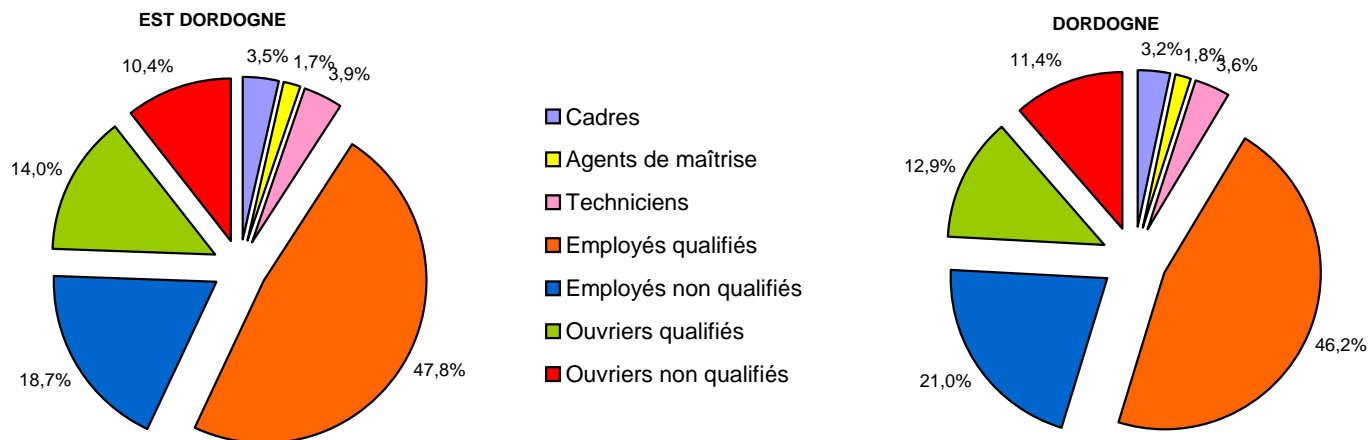 EST DORDOGNE
3,5%
1,7%
3,9%
10,4%
14,0%
18,7%
47,8%
Cadres
Agents de maîtrise
Techniciens
Employés qualifiés
Employés non qualifiés
Ouvriers qualifiés
Ouvriers non qualifiés
DORDOGNE
3,2%
1,8%
3,6%
11,4%
12,9%
21,0%
46,2%